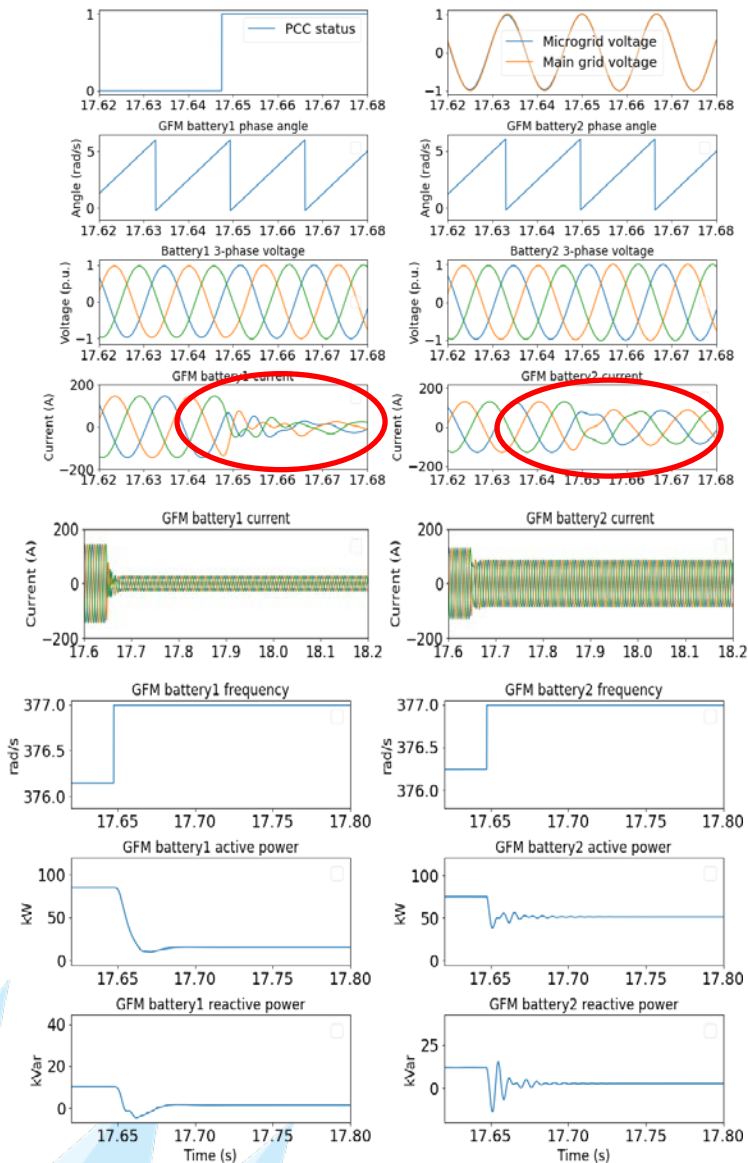 1
0
PCC status
17.62 17.63 17.64 17.65 17.66 17.67 17.68
1
0
−1
Microgrid voltage
Main grid voltage
17.62 17.63 17.64 17.65 17.66 17.67 17.68
GFM battery1 phase angle
Angle (rad/s)
5
0
17.62 17.63 17.64 17.65 17.66 17.67 17.68
GFM battery2 phase angle
Angle (rad/s)
5
0
17.62 17.63 17.64 17.65 17.66 17.67 17.68
Battery1 3-phase voltage
Voltage (p.u.)
1
0
−1
17.62 17.63 17.64 17.65 17.66 17.67 17.68
Battery2 3-phase voltage
Voltage (p.u.)
1
0
−1
17.62 17.63 17.64 17.65 17.66 17.67 17.68
GFM battery1 current
Current (A)
200
0
−200
17.62 17.63 17.64 17.65 17.66 17.67 17.68
GFM battery2 current
Current (A)
200
0
−200
17.62 17.63 17.64 17.65 17.66 17.67 17.68
GFM battery1 current
Current (A)
200
0
−200
17.6 17.7 17.8 17.9 18.0 18.1 18.2
GFM battery2 current
Current (A)
200
0
−200
17.6 17.7 17.8 17.9 18.0 18.1 18.2
GFM battery1 frequency
rad/s
377.0
376.5
376.0
17.65 17.70 17.75 17.80
GFM battery2 frequency
rad/s
377.0
376.5
376.0
17.65 17.70 17.75 17.80
GFM battery1 active power
kW
100
50
0
17.65 17.70 17.75 17.80
GFM battery2 active power
kW
100
50
0
17.65 17.70 17.75 17.80
GFM battery1 reactive power
kVar
40
20
0
17.65 17.70 17.75 17.80
Time (s)
GFM battery2 reactive power
kVar
25
0
17.65 17.70 17.75 17.80
Time (s)